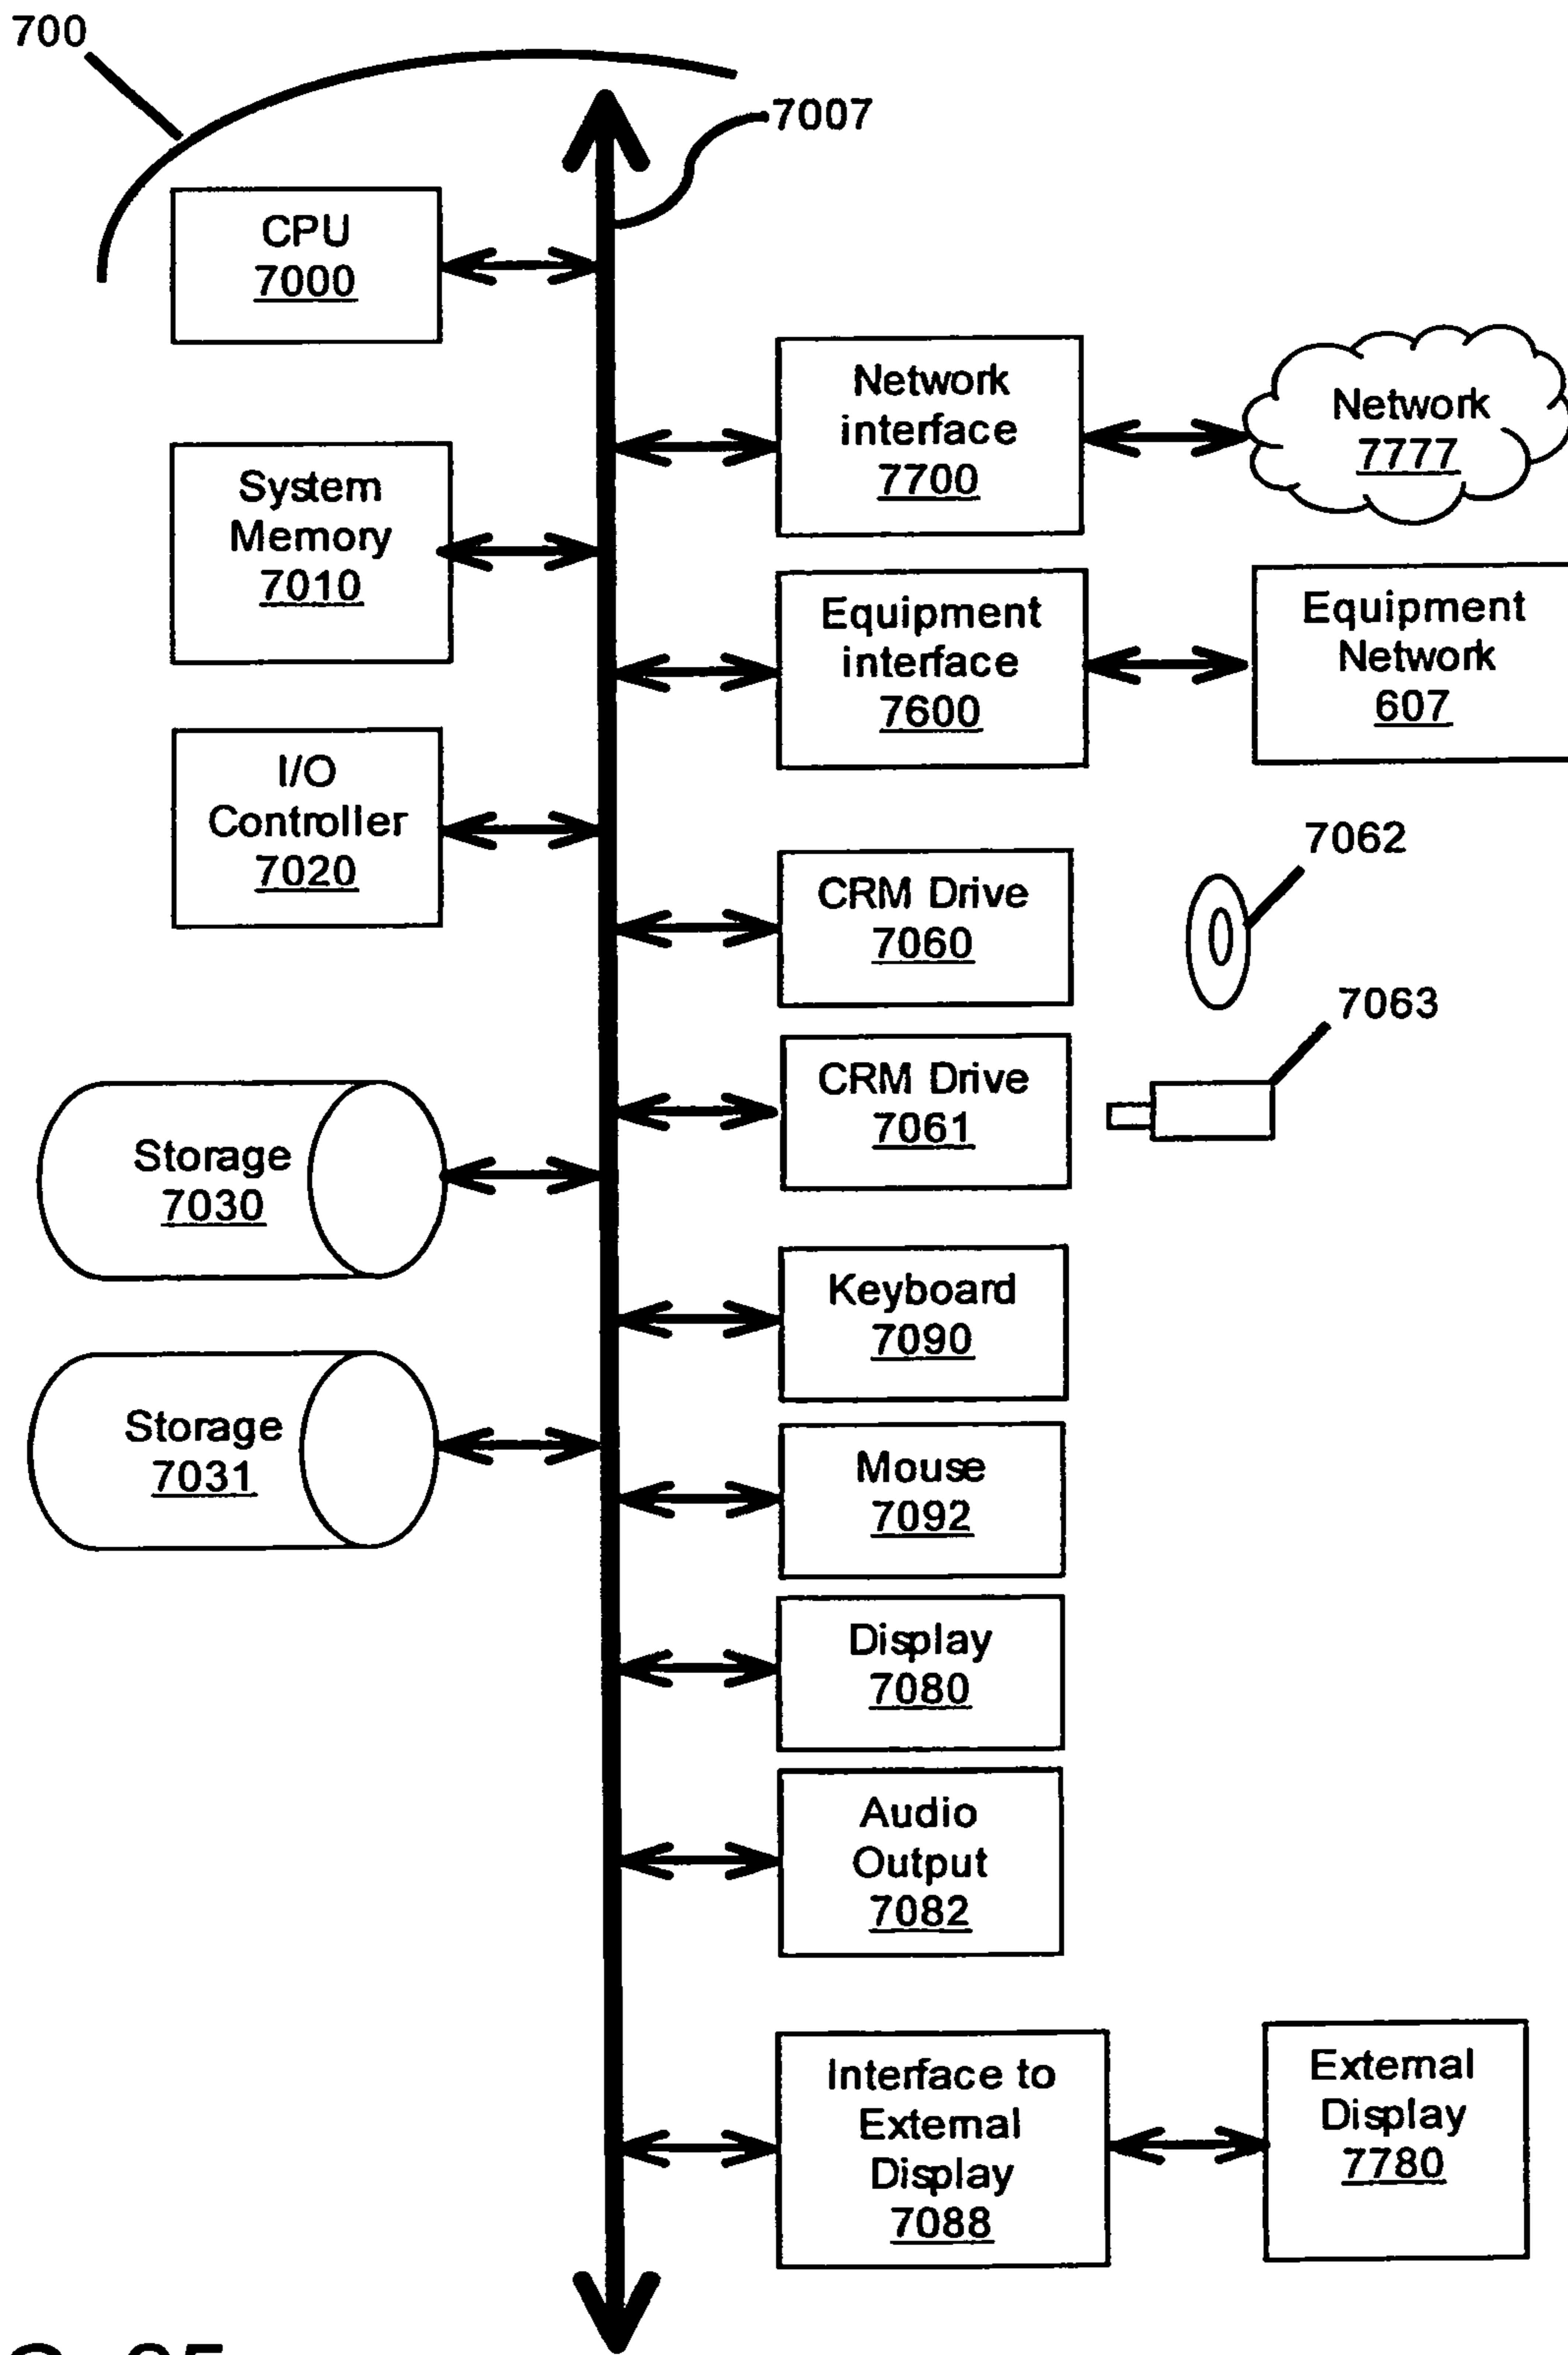 700
7007
CPU
7000
Network
interface
7700
Network
7777
System
Memory
7010
Equipment
interface
7600
Equipment
Network
607
I/O
Controller
7020
CRM Drive
7060
7062
CRM Drive
7061
7063
Storage
7030
Keyboard
7090
Storage
7031
Mouse
7092
Display
7080
Audio
Output
7082
Interface to
External
Display
7088
External
Display
7780